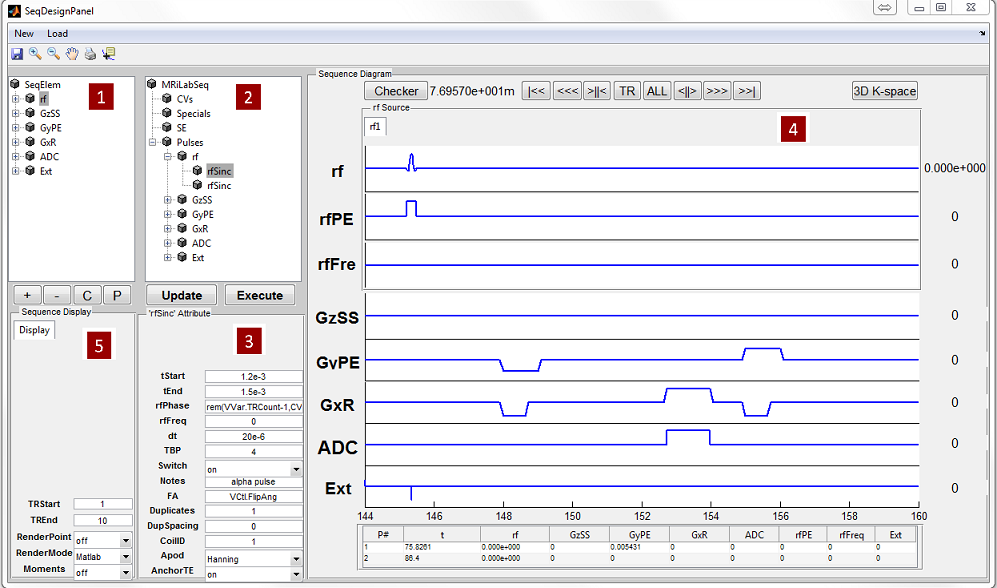 SeqDesignPanel
New Load
SeqElem
rf
GzSS
GyPE
GxR
ADC
Ext
1
MRiLabSeq
CVs
Specials
SE
Pulses
rf
rfSinc
rfSinc
GzSS
GyPE
GxR
ADC
Ext
2
+ - C P
Update Execute
Sequence Display
Display
5
TRStart 1
TREnd 10
RenderPoint off
RenderMode Matlab
Moments off
'rfSinc' Attribute
3
tStart 1.2e-3
tEnd 1.5e-3
rfPhase rem(VVar.TRCount-1,CV
rfFreq 0
dt 20e-6
TBP 4
Switch on
Notes alpha pulse
FA VCtl.FlipAng
Duplicates 1
DupSpacing 0
CoilID 1
Apod Hanning
AnchorTE on
Sequence Diagram
Checker 7.69570e+001m |<< <<< >||< TR ALL <||> >>> >>| 3D K-space
rf Source
rf1
4
rf 0.000e+000
rfPE 0
rfFre 0
GzSS 0
GyPE 0
GxR 0
ADC 0
Ext 0
144 146 148 150 152 154 156 158 160
P# t rf GzSS GyPE GxR ADC rfPE rfFreq Ext
1 75.8261 0.000e+000 0 0.005431 0 0 0 0 0
2 86.4 0.000e+000 0 0 0 0 0 0 0